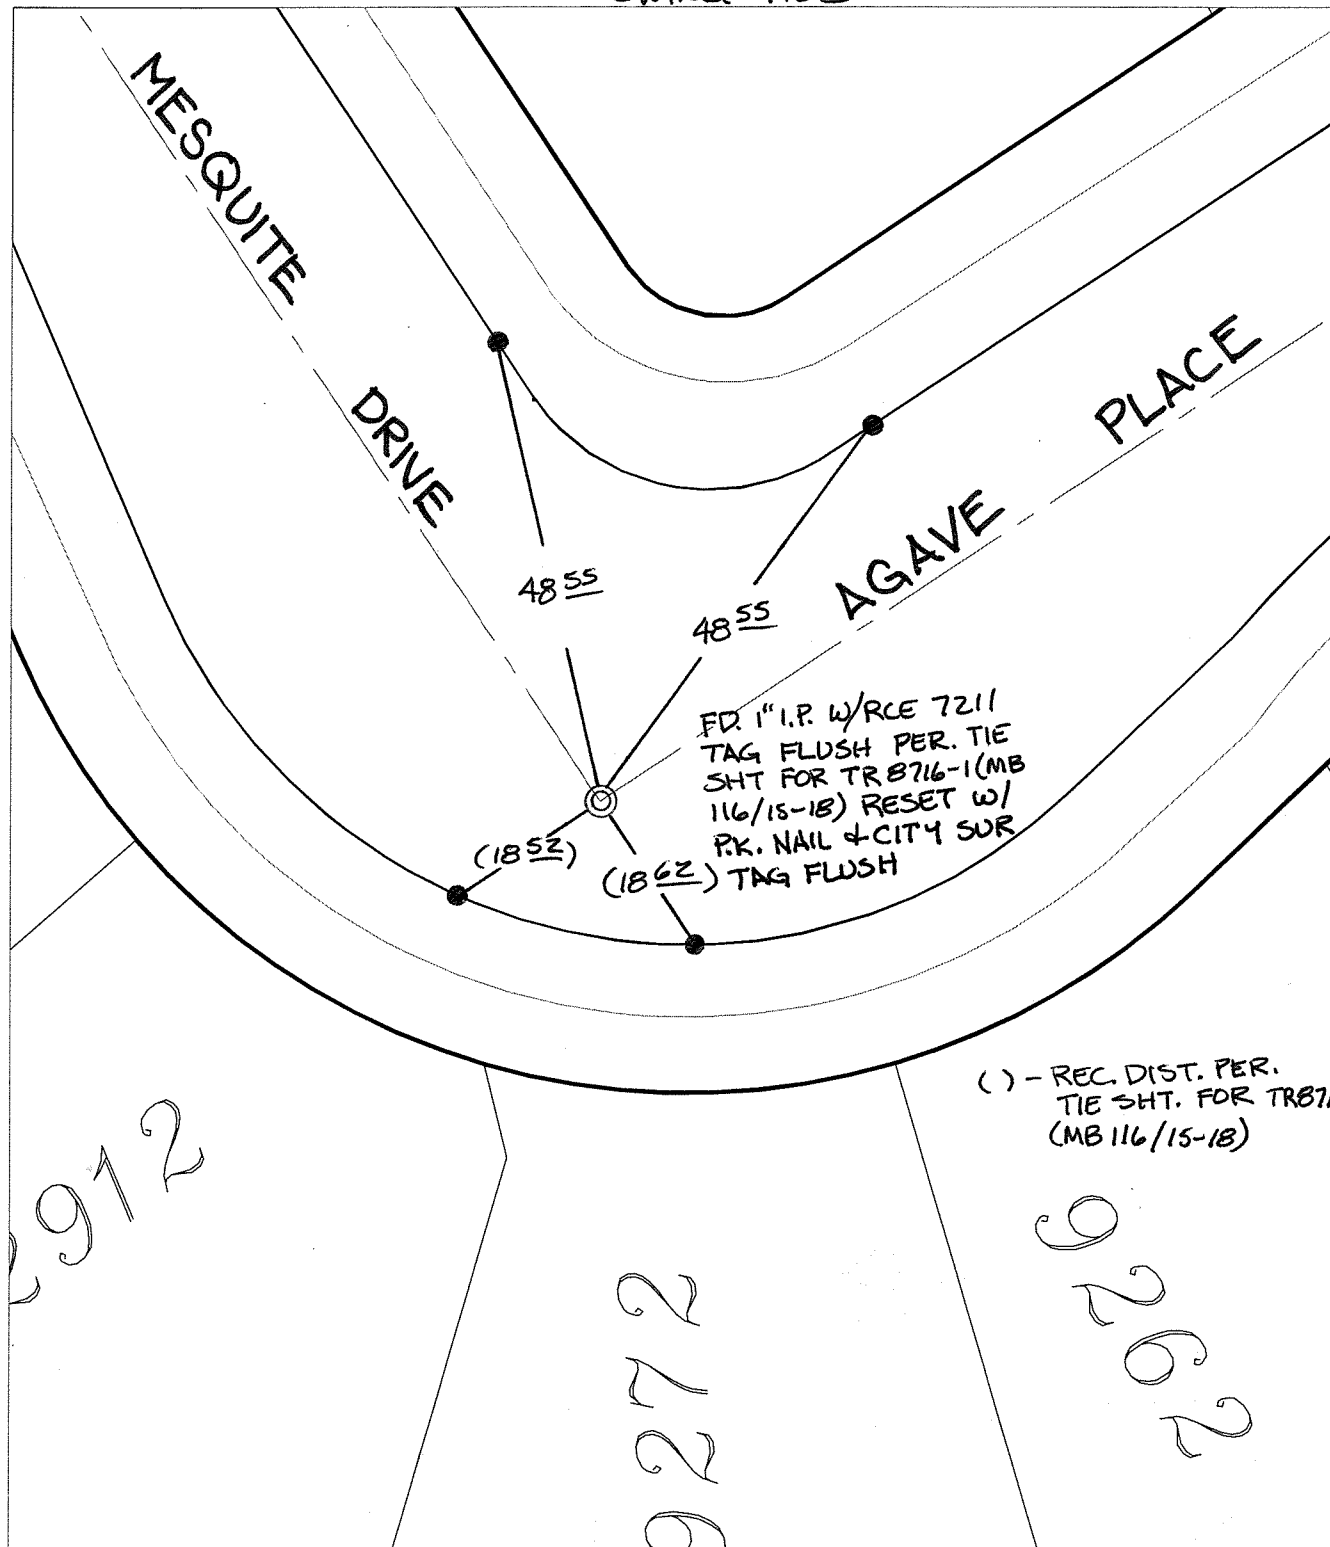 MESQUITE
DRIVE
AGAVE
PLACE
48 55
48 55
FD. 1" I.P. W/RCE 7211
TAG FLUSH PER. TIE
SHT FOR TR 8716-1 (MB
116/15-18) RESET W/
P.K. NAIL & CITY SUR
TAG FLUSH
(18 52)
(18 62)
( ) - REC. DIST. PER.
TIE SHT. FOR TR871
(MB 116/15-18)
2912
9272
9262